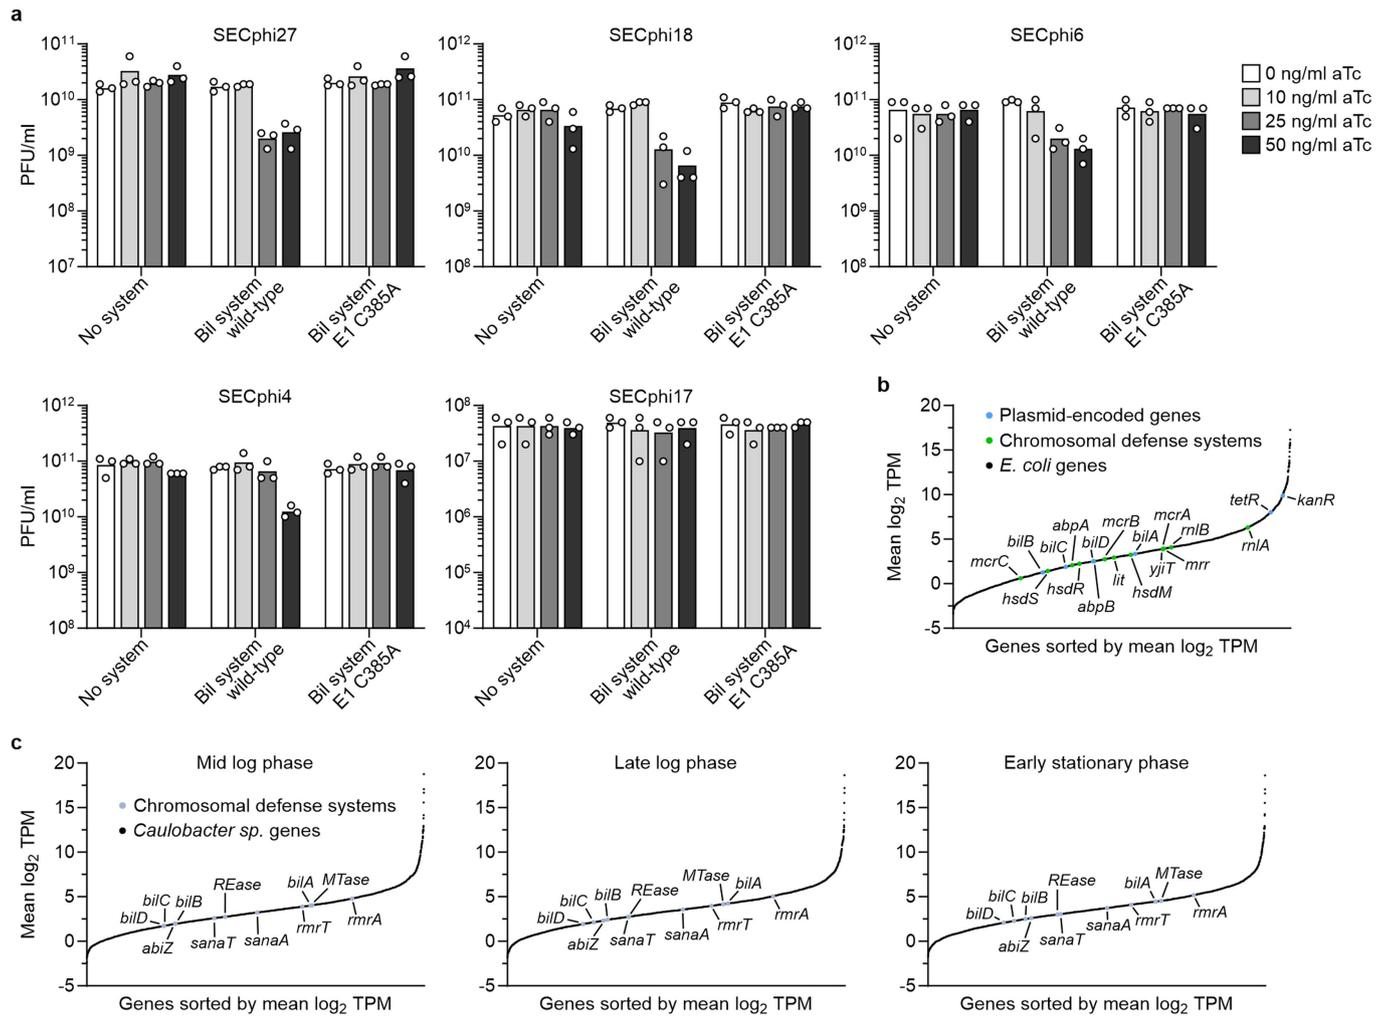 a
SECphi27
PFU/ml
10¹¹
10¹⁰
10⁹
10⁸
10⁷
No system
Bil system wild-type
Bil system E1 C385A
SECphi18
10¹²
10¹¹
10¹⁰
10⁹
10⁸
No system
Bil system wild-type
Bil system E1 C385A
SECphi6
10¹²
10¹¹
10¹⁰
10⁹
10⁸
No system
Bil system wild-type
Bil system E1 C385A
0 ng/ml aTc
10 ng/ml aTc
25 ng/ml aTc
50 ng/ml aTc
SECphi4
PFU/ml
10¹²
10¹¹
10¹⁰
10⁹
10⁸
No system
Bil system wild-type
Bil system E1 C385A
SECphi17
10⁸
10⁷
10⁶
10⁵
10⁴
No system
Bil system wild-type
Bil system E1 C385A
b
Mean log₂ TPM
20
15
10
5
0
-5
Plasmid-encoded genes
Chromosomal defense systems
E. coli genes
tetR
kanR
mcrA
mcrB
rnlB
abpA
bilA
bilD
bilC
bilB
mcrC
rnlA
mrr
yjiT
lit
hsdM
hsdR
hsdS
abpB
Genes sorted by mean log₂ TPM
c
Mid log phase
Mean log₂ TPM
20
15
10
5
0
-5
Chromosomal defense systems
Caulobacter sp. genes
REase
bilA
MTase
bilC
bilB
bilD
abiZ
sanaT
sanaA
rmrT
rmrA
Genes sorted by mean log₂ TPM
Late log phase
20
15
10
5
0
-5
MTase
bilA
REase
bilB
bilC
bilD
abiZ
sanaT
sanaA
rmrT
rmrA
Genes sorted by mean log₂ TPM
Early stationary phase
20
15
10
5
0
-5
REase
MTase
bilA
bilC
bilB
bilD
abiZ
sanaT
sanaA
rmrT
rmrA
Genes sorted by mean log₂ TPM